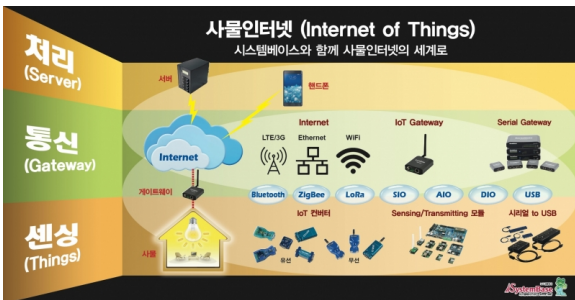 사물인터넷 (Internet of Things)
시스템베이스와 함께 사물인터넷의 세계로
처리
(Server)
서버
핸드폰
통신
(Gateway)
Internet
게이트웨이
Internet
LTE/3G Ethernet WiFi
IoT Gateway
Serial Gateway
Bluetooth ZigBee LoRa SIO AIO DIO USB
센싱
(Things)
사물
IoT 컨버터
유선 무선
Sensing/Transmitting 모듈
시리얼 to USB
SystemBase